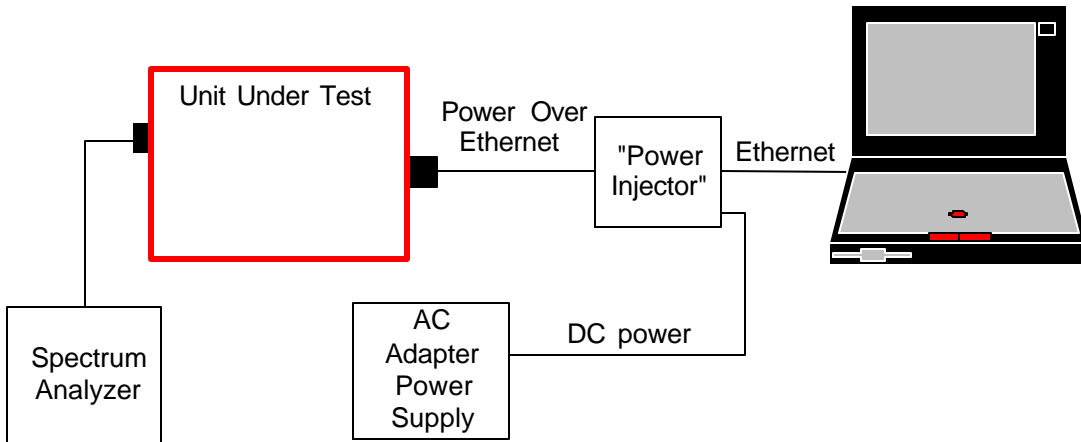 Unit Under Test
Power Over
Ethernet
"Power
Injector"
Ethernet
Spectrum
Analyzer
AC
Adapter
Power
Supply
DC power